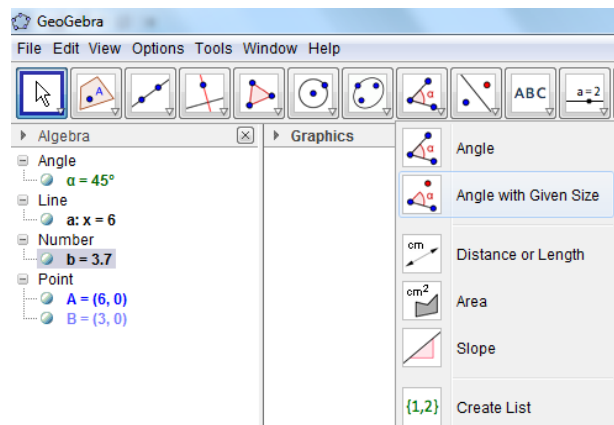 GeoGebra
File Edit View Options Tools Window Help
A α ABC a=2
Algebra
Graphics
Angle
α = 45°
Line
a: x = 6
Number
b = 3.7
Point
A = (6, 0)
B = (3, 0)
α Angle
α Angle with Given Size
cm Distance or Length
cm² Area
Slope
{1,2} Create List